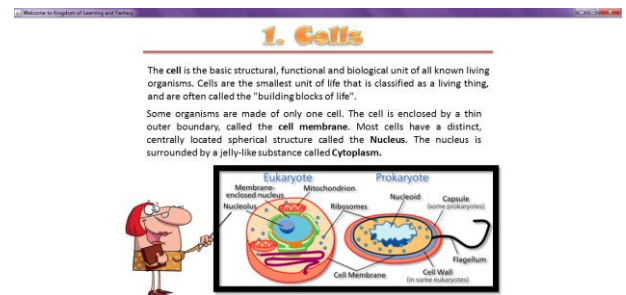 Welcome to Kingdom of Learning and Fantasy
1. Cells
The cell is the basic structural, functional and biological unit of all known living
organisms. Cells are the smallest unit of life that is classified as a living thing,
and are often called the "building blocks of life".
Some organisms are made of only one cell. The cell is enclosed by a thin
outer boundary, called the cell membrane. Most cells have a distinct,
centrally located spherical structure called the Nucleus. The nucleus is
surrounded by a jelly-like substance called Cytoplasm.
Eukaryote
Prokaryote
Membrane-
enclosed nucleus
Mitochondrion
Nucleolus
Ribosomes
Nucleoid
Capsule
(some prokaryotes)
Flagellum
Cell Membrane
Cell Wall
(in some eukaryotes)